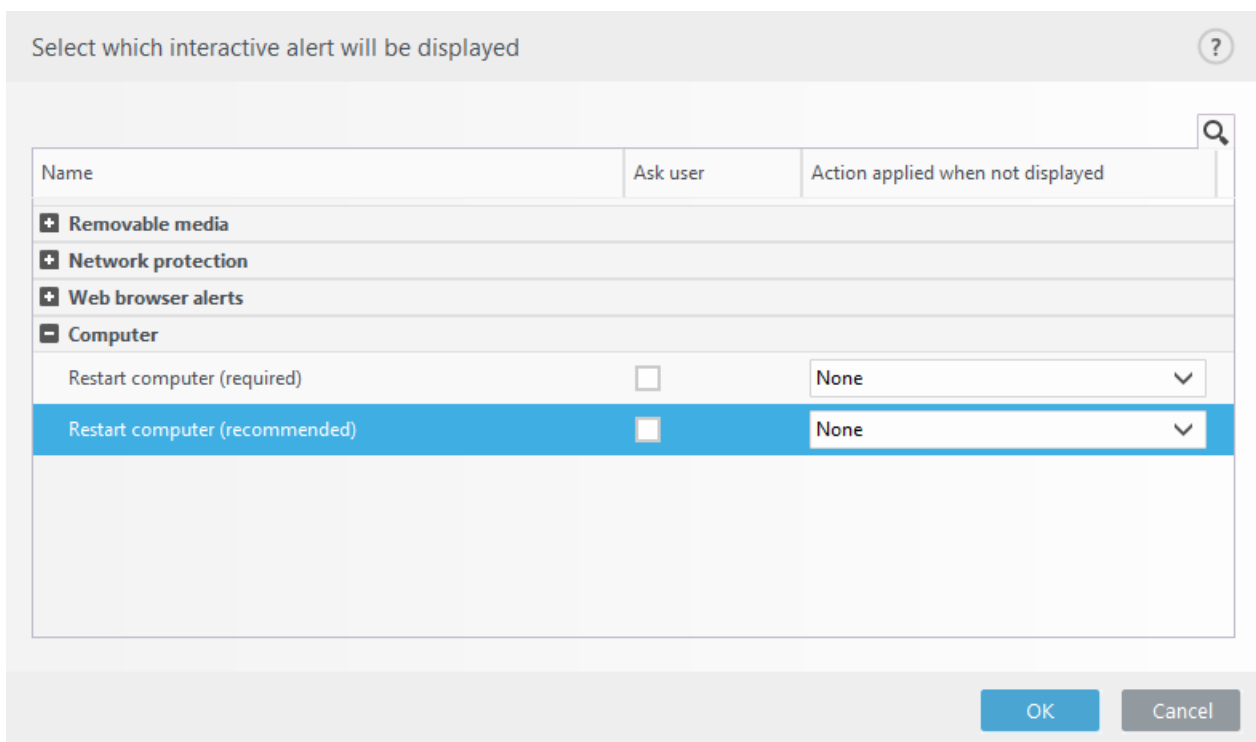 Select which interactive alert will be displayed ?
Name Ask user Action applied when not displayed
Removable media
Network protection
Web browser alerts
Computer
Restart computer (required) None
Restart computer (recommended) None
OK Cancel